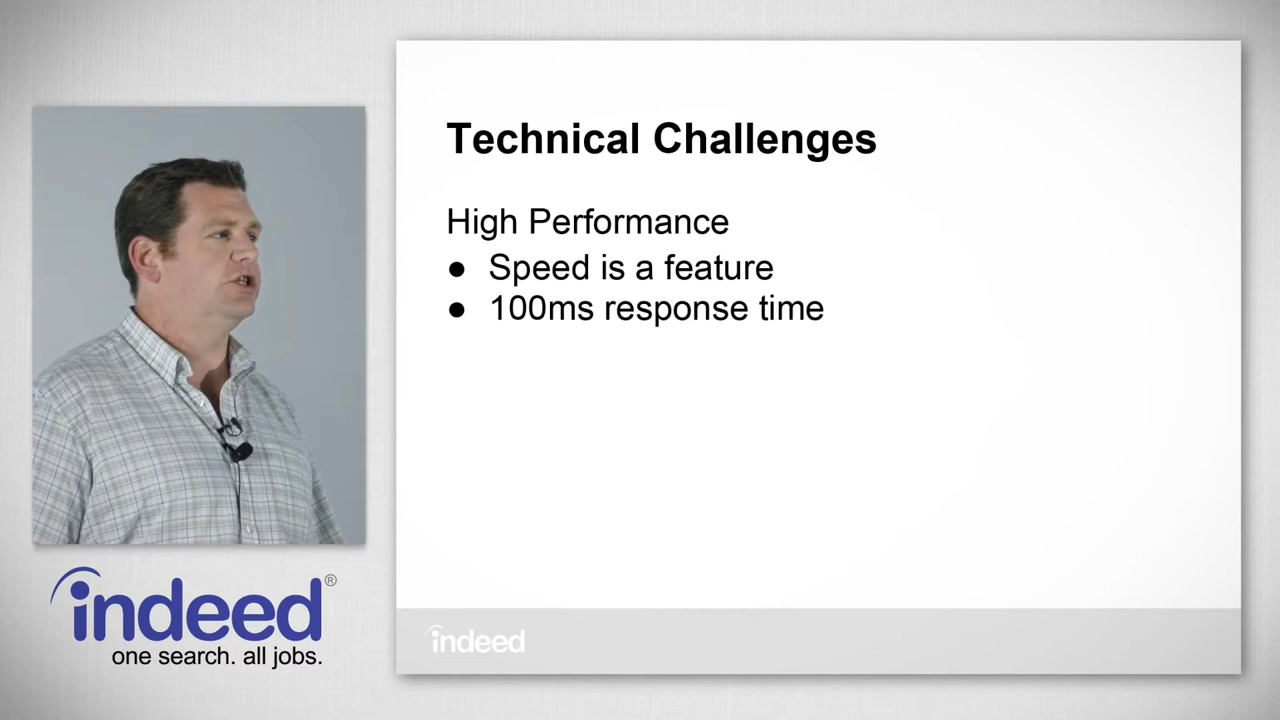 Technical Challenges
High Performance
● Speed is a feature
● 100ms response time
indeed
indeed®
one search. all jobs.